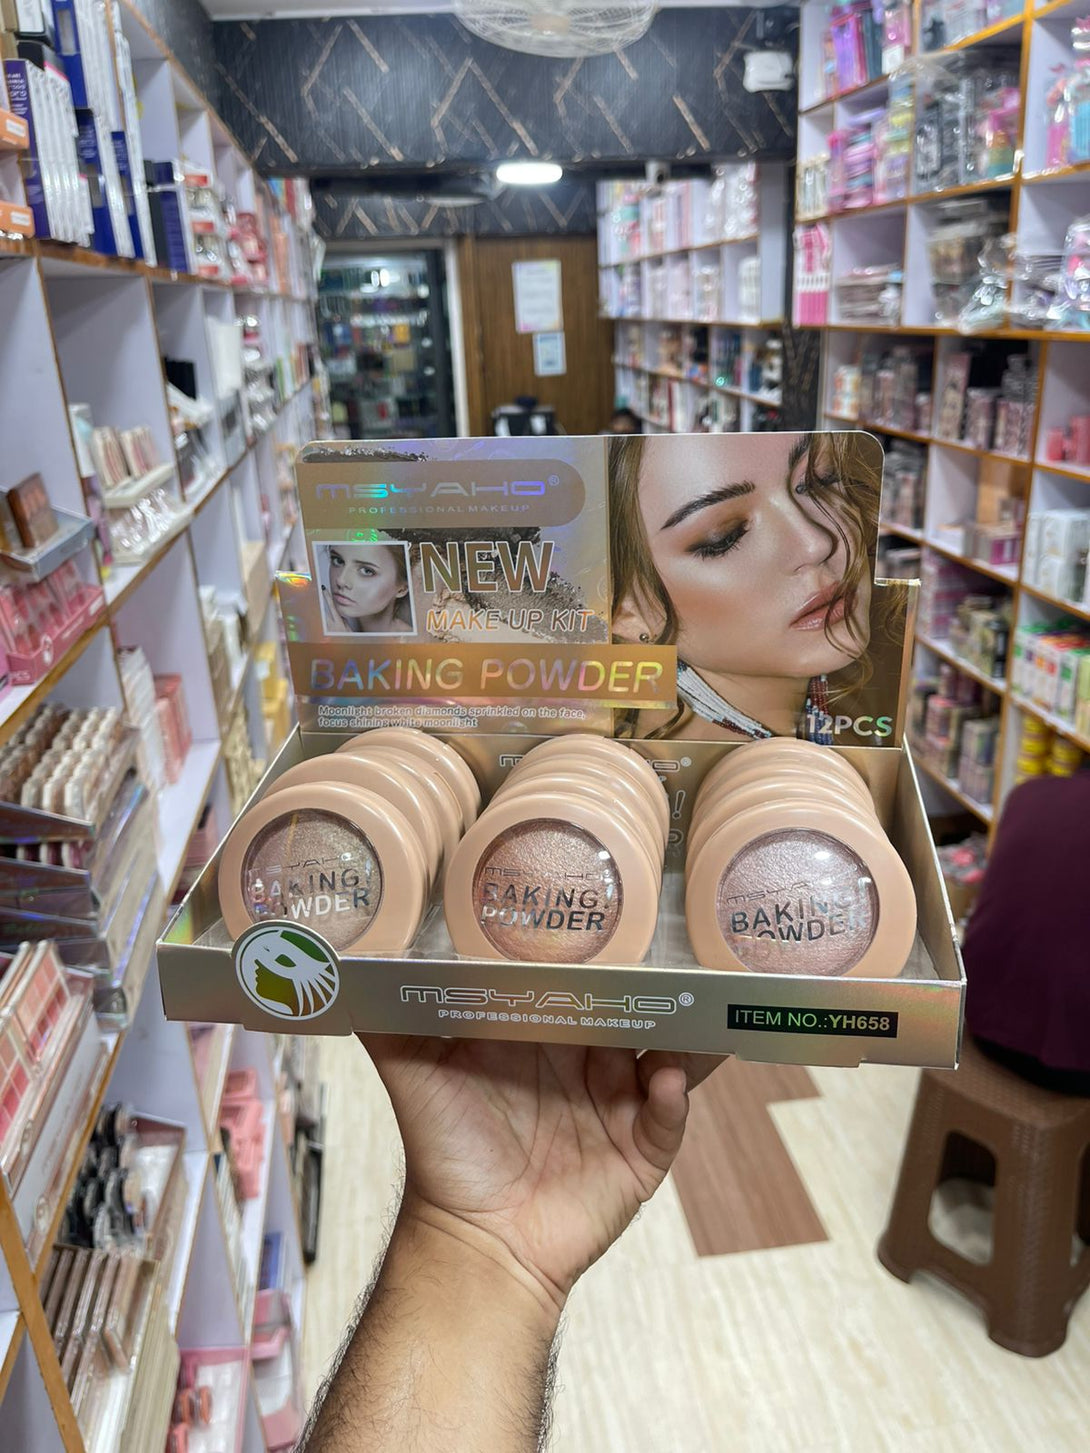 MSYAHO®
PROFESSIONAL MAKEUP
NEW
MAKE UP KIT
BAKING POWDER
Moonlight broken diamonds sprinkled on the face,
focus shining white moonlight
12PCS
MSYAHO
BAKING!
POWDER
MSYAHO
BAKING!
POWDER
MSYA
BAKING
POWDER
MSYAHO®
PROFESSIONAL MAKEUP
ITEM NO.:YH658